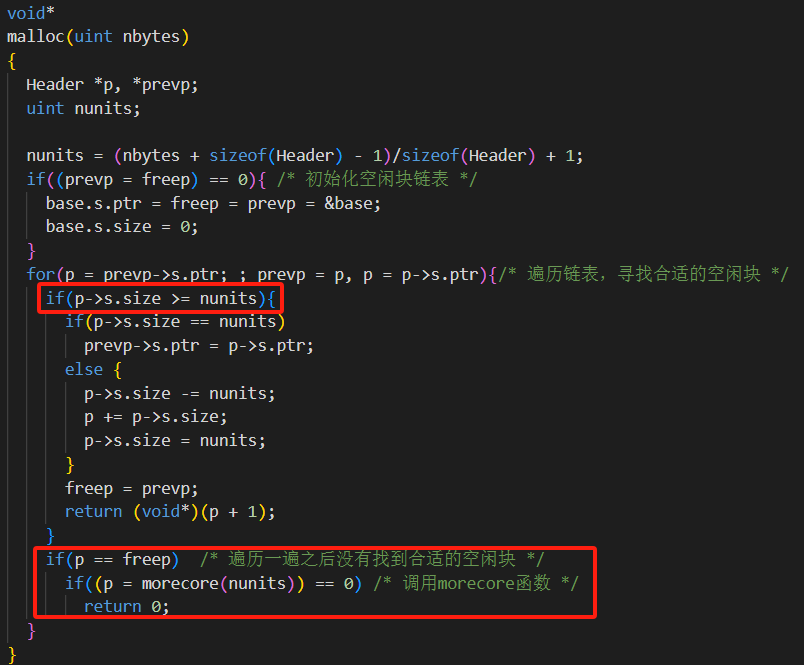 void*
malloc(uint nbytes)
{
  Header *p, *prevp;
  uint nunits;

  nunits = (nbytes + sizeof(Header) - 1)/sizeof(Header) + 1;
  if((prevp = freep) == 0){ /* 初始化空闲块链表 */
    base.s.ptr = freep = prevp = &base;
    base.s.size = 0;
  }
  for(p = prevp->s.ptr; ; prevp = p, p = p->s.ptr){/* 遍历链表，寻找合适的空闲块 */
    if(p->s.size >= nunits){
      if(p->s.size == nunits)
        prevp->s.ptr = p->s.ptr;
      else {
        p->s.size -= nunits;
        p += p->s.size;
        p->s.size = nunits;
      }
      freep = prevp;
      return (void*)(p + 1);
    }
    if(p == freep)  /* 遍历一遍之后没有找到合适的空闲块 */
      if((p = morecore(nunits)) == 0) /* 调用morecore函数 */
        return 0;
  }
}